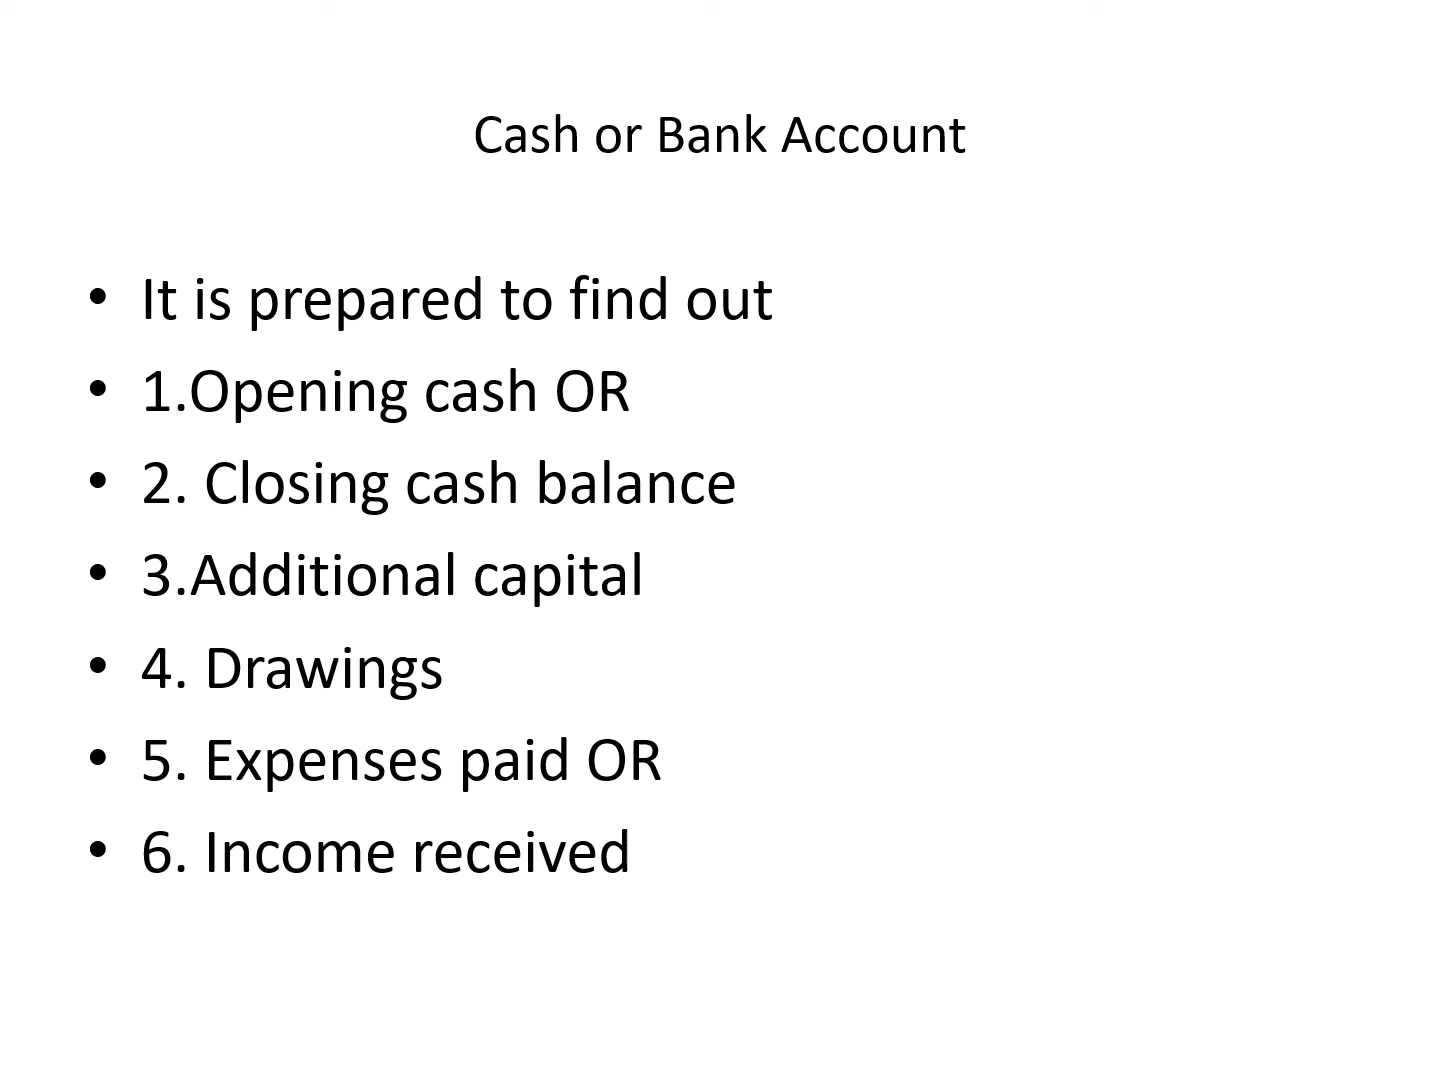 Cash or Bank Account
• It is prepared to find out
• 1.Opening cash OR
• 2. Closing cash balance
• 3.Additional capital
• 4. Drawings
• 5. Expenses paid OR
• 6. Income received